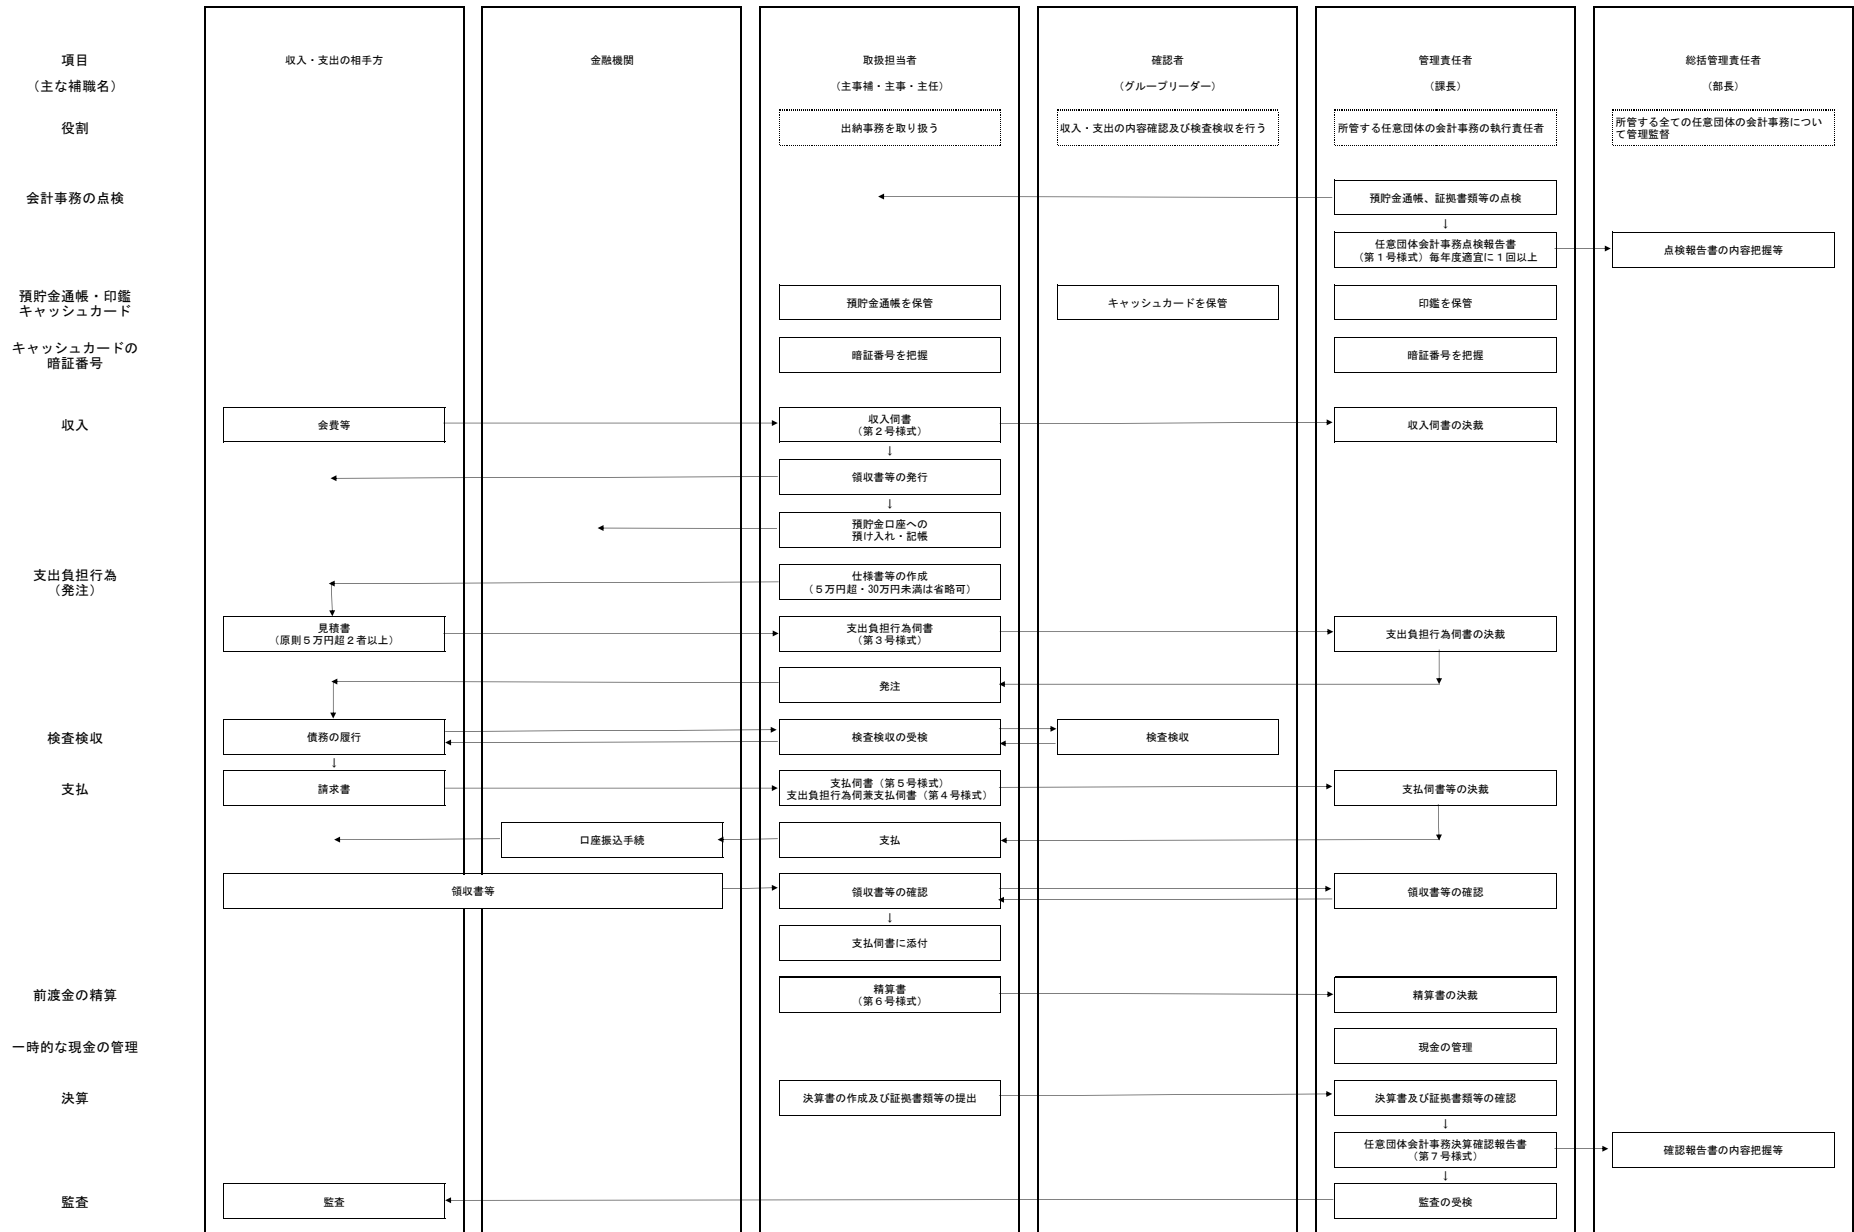 項目
収入・支出の相手方
金融機関
取扱担当者
確認者
管理責任者
総括管理責任者
(主な補職名)
(主事補・主事・主任)
(グループリーダー)
(課長)
(部長)
役割
出納事務を取り扱う
収入・支出の内容確認及び検査検収を行う
所管する任意団体の会計事務の執行責任者
所管する全ての任意団体の会計事務につい
て管理監督
会計事務の点検
預貯金通帳、証拠書類等の点検
↓
任意団体会計事務点検報告書
(第1号様式)毎年度適宜に1回以上
点検報告書の内容把握等
預貯金通帳・印鑑
キャッシュカード
預貯金通帳を保管
キャッシュカードを保管
印鑑を保管
キャッシュカードの
暗証番号
暗証番号を把握
暗証番号を把握
収入
会費等
収入伺書
(第2号様式)
収入伺書の決裁
↓
領収書等の発行
↓
預貯金口座への
預け入れ・記帳
支出負担行為
(発注)
仕様書等の作成
(5万円超・30万円未満は省略可)
見積書
(原則5万円超2者以上)
支出負担行為伺書
(第3号様式)
支出負担行為伺書の決裁
発注
検査検収
債務の履行
検査検収の受検
検査検収
↓
支払
請求書
支払伺書(第5号様式)
支出負担行為伺兼支払伺書(第4号様式)
支払伺書等の決裁
口座振込手続
支払
領収書等
領収書等の確認
領収書等の確認
↓
支払伺書に添付
前渡金の精算
精算書
(第6号様式)
精算書の決裁
一時的な現金の管理
現金の管理
決算
決算書の作成及び証拠書類等の提出
決算書及び証拠書類等の確認
↓
任意団体会計事務決算確認報告書
(第7号様式)
確認報告書の内容把握等
↓
監査
監査
監査の受検